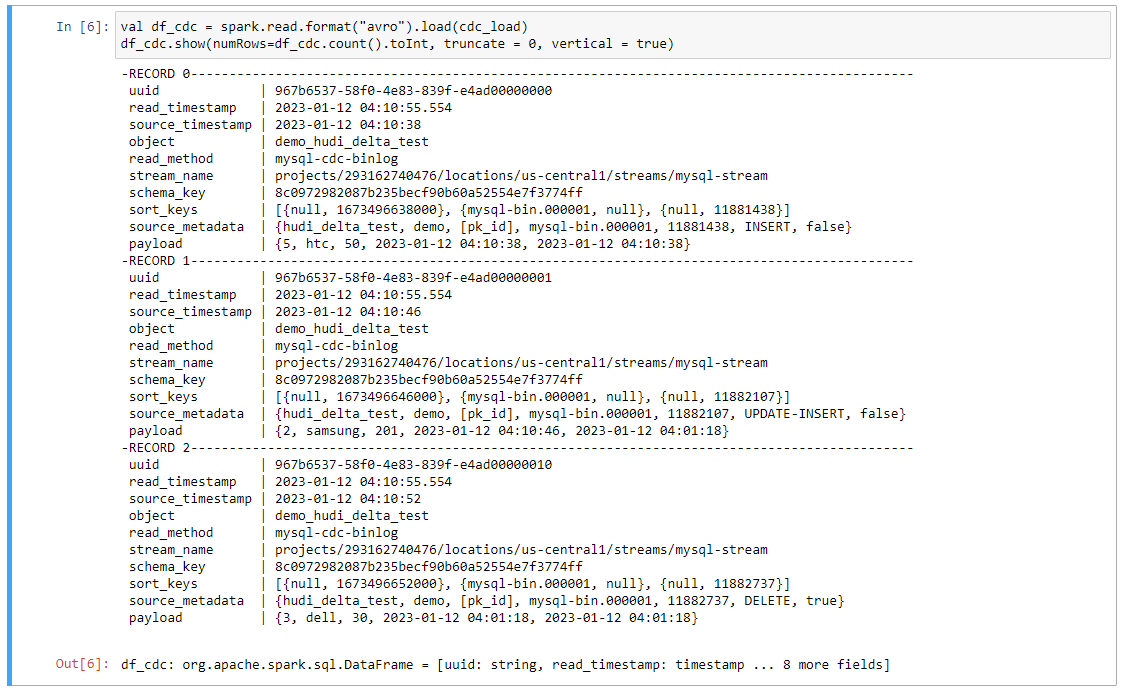 In [6]: val df_cdc = spark.read.format("avro").load(cdc_load)
df_cdc.show(numRows=df_cdc.count().toInt, truncate = 0, vertical = true)
-RECORD 0----------------------------------------------------------------------------------------------
uuid | 967b6537-58f0-4e83-839f-e4ad00000000
read_timestamp | 2023-01-12 04:10:55.554
source_timestamp | 2023-01-12 04:10:38
object | demo_hudi_delta_test
read_method | mysql-cdc-binlog
stream_name | projects/293162740476/locations/us-central1/streams/mysql-stream
schema_key | 8c0972982087b235becf90b60a52554e7f3774ff
sort_keys | [{null, 1673496638000}, {mysql-bin.000001, null}, {null, 11881438}]
source_metadata | {hudi_delta_test, demo, [pk_id], mysql-bin.000001, 11881438, INSERT, false}
payload | {5, htc, 50, 2023-01-12 04:10:38, 2023-01-12 04:10:38}
-RECORD 1----------------------------------------------------------------------------------------------
uuid | 967b6537-58f0-4e83-839f-e4ad00000001
read_timestamp | 2023-01-12 04:10:55.554
source_timestamp | 2023-01-12 04:10:46
object | demo_hudi_delta_test
read_method | mysql-cdc-binlog
stream_name | projects/293162740476/locations/us-central1/streams/mysql-stream
schema_key | 8c0972982087b235becf90b60a52554e7f3774ff
sort_keys | [{null, 1673496646000}, {mysql-bin.000001, null}, {null, 11882107}]
source_metadata | {hudi_delta_test, demo, [pk_id], mysql-bin.000001, 11882107, UPDATE-INSERT, false}
payload | {2, samsung, 201, 2023-01-12 04:10:46, 2023-01-12 04:01:18}
-RECORD 2----------------------------------------------------------------------------------------------
uuid | 967b6537-58f0-4e83-839f-e4ad00000010
read_timestamp | 2023-01-12 04:10:55.554
source_timestamp | 2023-01-12 04:10:52
object | demo_hudi_delta_test
read_method | mysql-cdc-binlog
stream_name | projects/293162740476/locations/us-central1/streams/mysql-stream
schema_key | 8c0972982087b235becf90b60a52554e7f3774ff
sort_keys | [{null, 1673496652000}, {mysql-bin.000001, null}, {null, 11882737}]
source_metadata | {hudi_delta_test, demo, [pk_id], mysql-bin.000001, 11882737, DELETE, true}
payload | {3, dell, 30, 2023-01-12 04:01:18, 2023-01-12 04:01:18}
Out[6]: df_cdc: org.apache.spark.sql.DataFrame = [uuid: string, read_timestamp: timestamp ... 8 more fields]